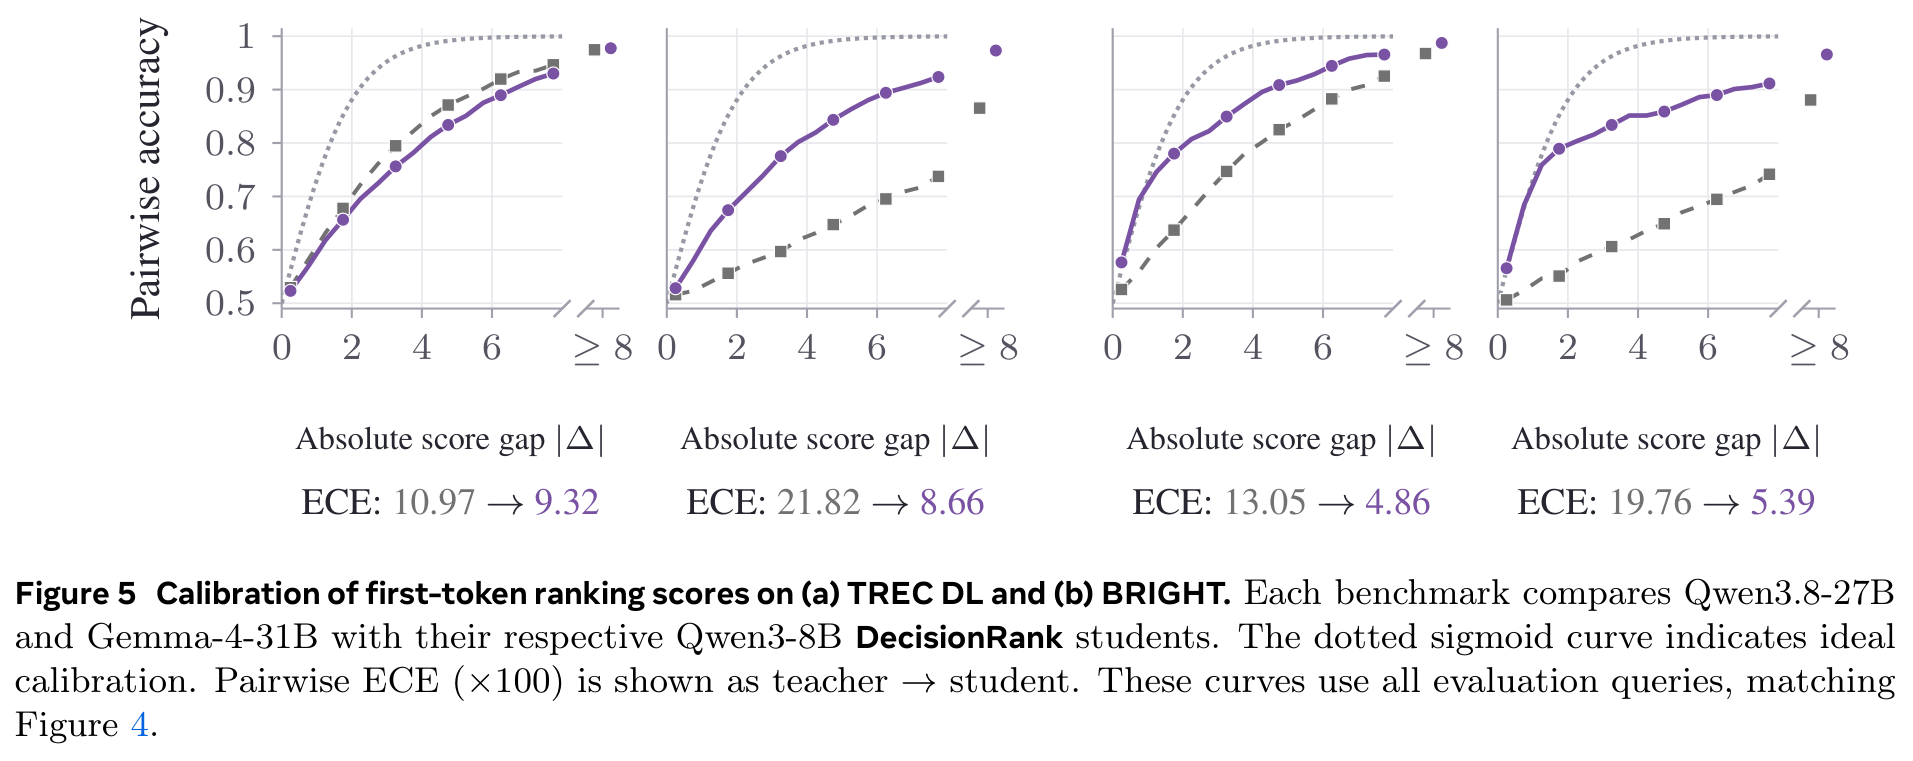 Pairwise accuracy
1
0.9
0.8
0.7
0.6
0.5
0 2 4 6 ≥ 8
0 2 4 6 ≥ 8
0 2 4 6 ≥ 8
0 2 4 6 ≥ 8
Absolute score gap |Δ|
Absolute score gap |Δ|
Absolute score gap |Δ|
Absolute score gap |Δ|
ECE: 10.97 → 9.32
ECE: 21.82 → 8.66
ECE: 13.05 → 4.86
ECE: 19.76 → 5.39
Figure 5 Calibration of first-token ranking scores on (a) TREC DL and (b) BRIGHT. Each benchmark compares Qwen3.8-27B
and Gemma-4-31B with their respective Qwen3-8B DecisionRank students. The dotted sigmoid curve indicates ideal
calibration. Pairwise ECE (×100) is shown as teacher → student. These curves use all evaluation queries, matching
Figure 4.